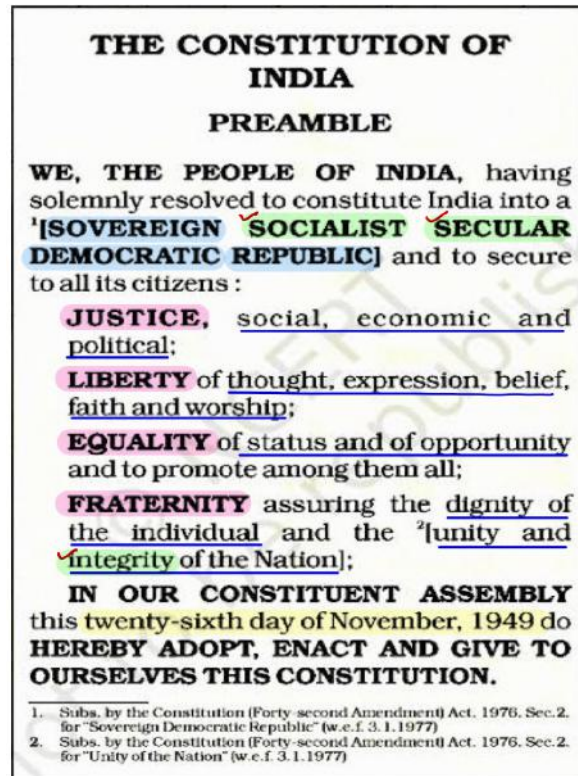 THE CONSTITUTION OF
INDIA
PREAMBLE
WE, THE PEOPLE OF INDIA, having
solemnly resolved to constitute India into a
¹[SOVEREIGN SOCIALIST SECULAR
DEMOCRATIC REPUBLIC] and to secure
to all its citizens :
JUSTICE, social, economic and
political;
LIBERTY of thought, expression, belief,
faith and worship;
EQUALITY of status and of opportunity
and to promote among them all;
FRATERNITY assuring the dignity of
the individual and the ²[unity and
integrity of the Nation];
IN OUR CONSTITUENT ASSEMBLY
this twenty-sixth day of November, 1949 do
HEREBY ADOPT, ENACT AND GIVE TO
OURSELVES THIS CONSTITUTION.
1. Subs. by the Constitution (Forty-second Amendment) Act, 1976, Sec.2,
for "Sovereign Democratic Republic" (w.e.f. 3.1.1977)
2. Subs. by the Constitution (Forty-second Amendment) Act, 1976, Sec.2,
for "Unity of the Nation" (w.e.f. 3.1.1977)